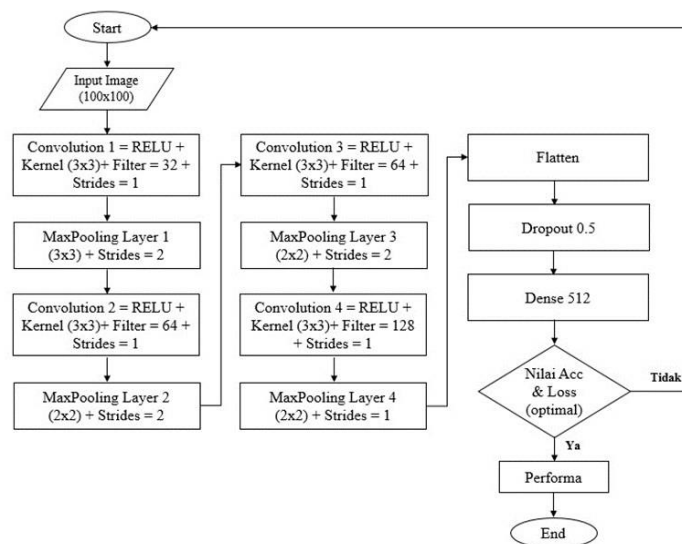 Start
Input Image
(100x100)
Convolution 1 = RELU +
Kernel (3x3)+ Filter = 32 +
Strides = 1
MaxPooling Layer 1
(3x3) + Strides = 2
Convolution 2 = RELU +
Kernel (3x3)+ Filter = 64 +
Strides = 1
MaxPooling Layer 2
(2x2) + Strides = 2
Convolution 3 = RELU +
Kernel (3x3)+ Filter = 64 +
Strides = 1
MaxPooling Layer 3
(2x2) + Strides = 2
Convolution 4 = RELU +
Kernel (3x3)+ Filter = 128
+ Strides = 1
MaxPooling Layer 4
(2x2) + Strides = 1
Flatten
Dropout 0.5
Dense 512
Nilai Acc
& Loss
(optimal)
Tidak
Ya
Performa
End